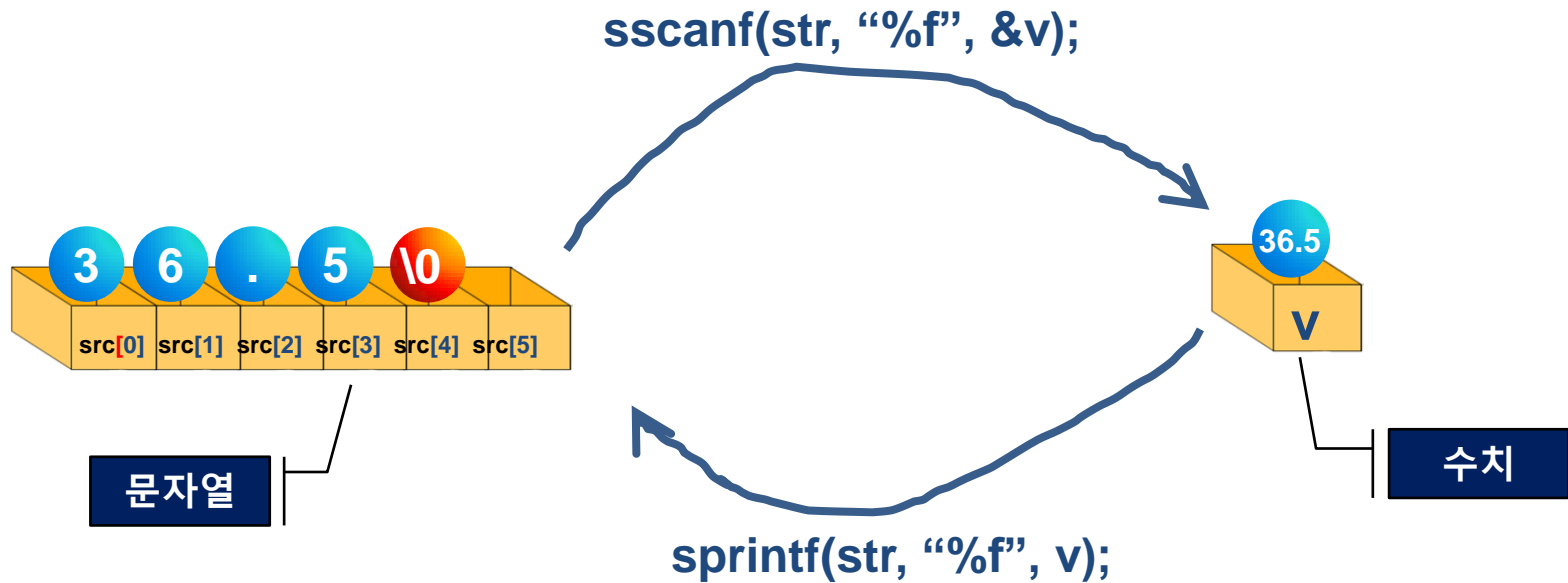 sscanf(str, “%f”, &v);
3 6 . 5 \0
36.5
src[0] src[1] src[2] src[3] src[4] src[5]
v
문자열
수치
sprintf(str, “%f”, v);